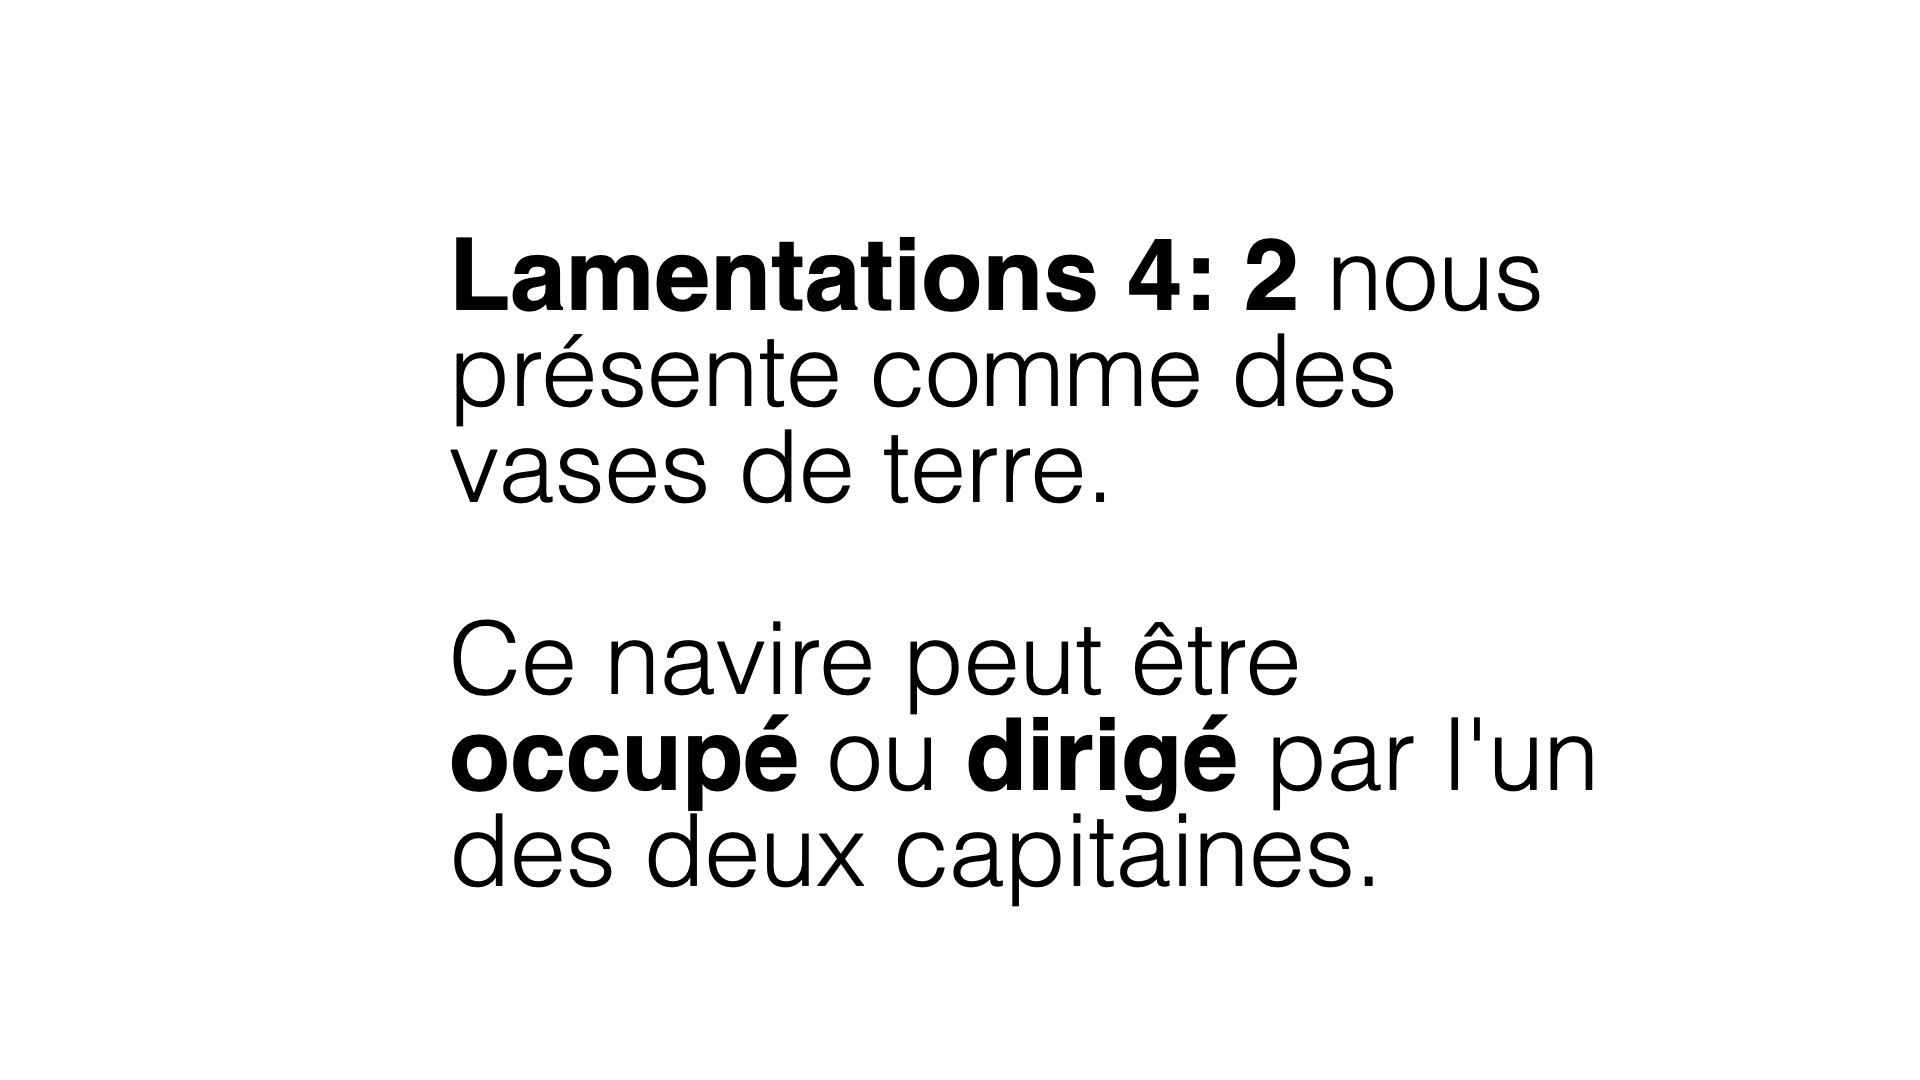 Lamentations 4: 2 nous
présente comme des
vases de terre.
Ce navire peut être
occupé ou dirigé par l'un
des deux capitaines.